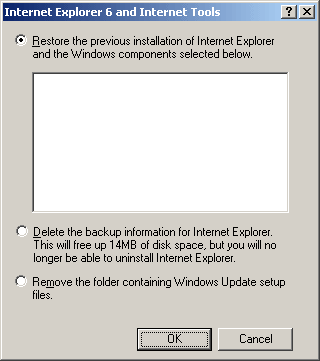 Internet Explorer 6 and Internet Tools
Restore the previous installation of Internet Explorer
and the Windows components selected below.
Delete the backup information for Internet Explorer.
This will free up 14MB of disk space, but you will no
longer be able to uninstall Internet Explorer.
Remove the folder containing Windows Update setup
files.
OK
Cancel